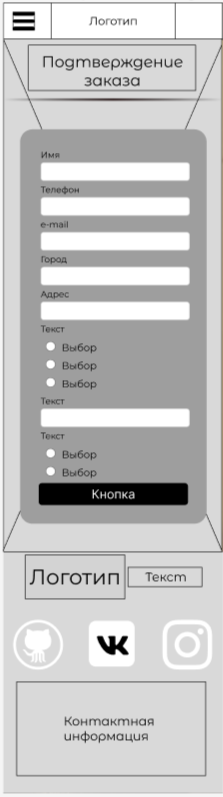 Логотип
Подтверждение
заказа
Имя
Телефон
e-mail
Город
Адрес
Текст
Выбор
Выбор
Выбор
Текст
Текст
Выбор
Выбор
Кнопка
Логотип
Текст
Контактная
информация